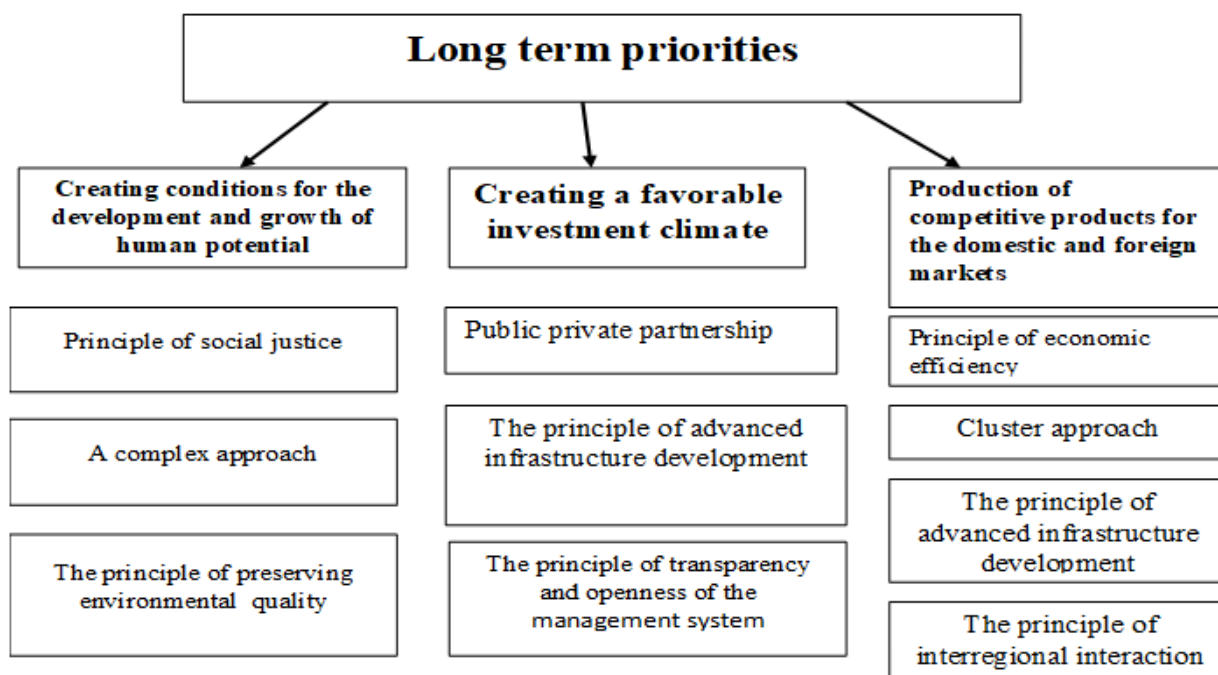 Long term priorities
Creating conditions for the
development and growth of
human potential
Principle of social justice
A complex approach
The principle of preserving
environmental quality
Creating a favorable
investment climate
Public private partnership
The principle of advanced
infrastructure development
The principle of transparency
and openness of the
management system
Production of
competitive products for
the domestic and foreign
markets
Principle of economic
efficiency
Cluster approach
The principle of
advanced infrastructure
development
The principle of
interregional interaction